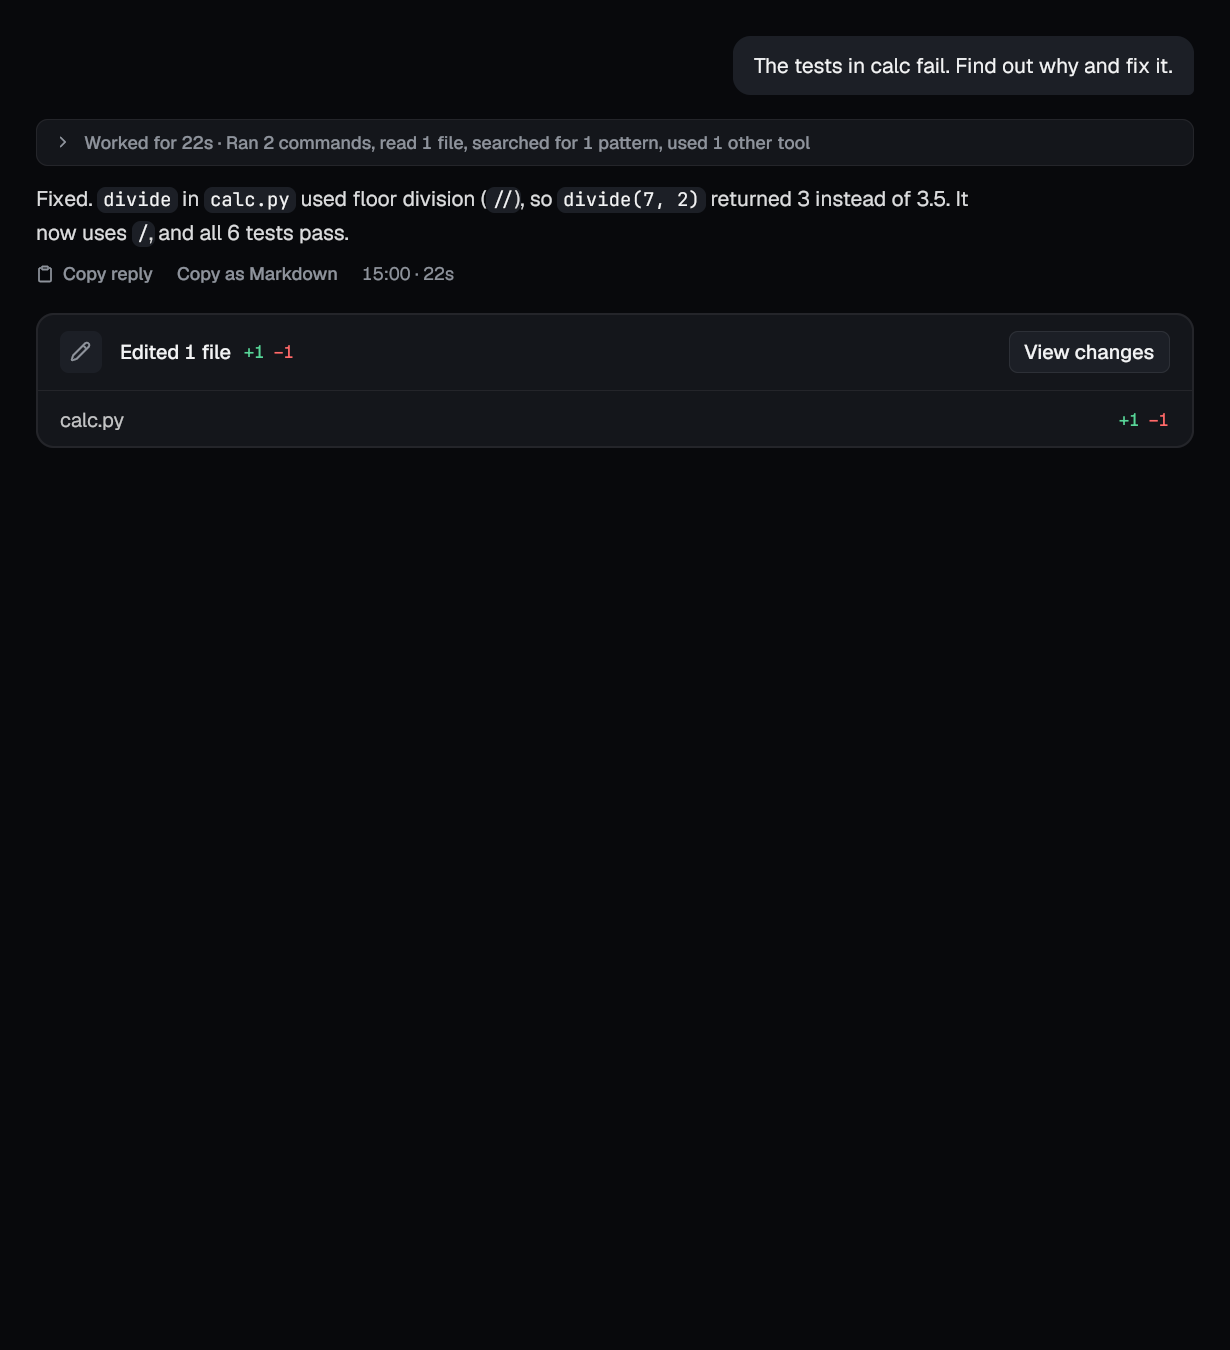 The tests in calc fail. Find out why and fix it.
Worked for 22s · Ran 2 commands, read 1 file, searched for 1 pattern, used 1 other tool
Fixed. divide in calc.py used floor division (//), so divide(7, 2) returned 3 instead of 3.5. It
now uses /, and all 6 tests pass.
Copy reply Copy as Markdown 15:00 · 22s
Edited 1 file +1 −1 View changes
calc.py +1 −1